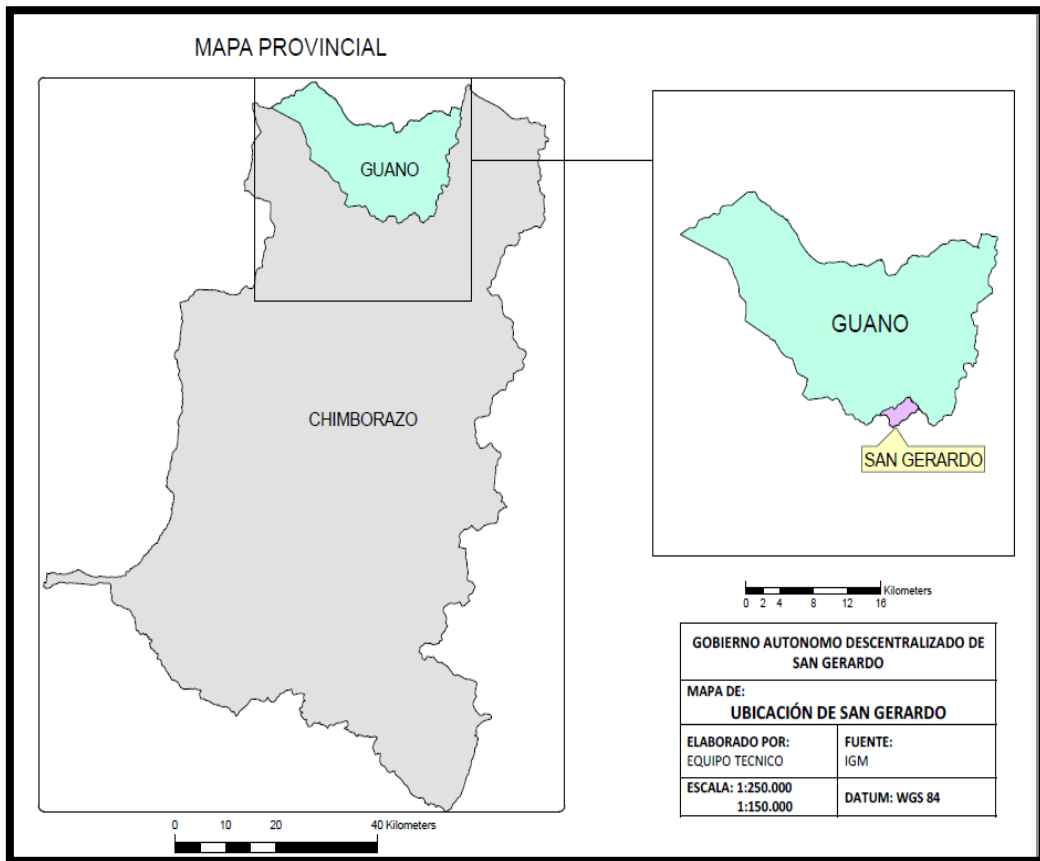 MAPA PROVINCIAL
GUANO
CHIMBORAZO
GUANO
SAN GERARDO
Kilometers
0 2 4 8 12 16
GOBIERNO AUTONOMO DESCENTRALIZADO DE
SAN GERARDO
MAPA DE:
UBICACIÓN DE SAN GERARDO
ELABORADO POR:
EQUIPO TECNICO
FUENTE:
IGM
ESCALA: 1:250.000
1:150.000
DATUM: WGS 84
0 10 20 40 Kilometers